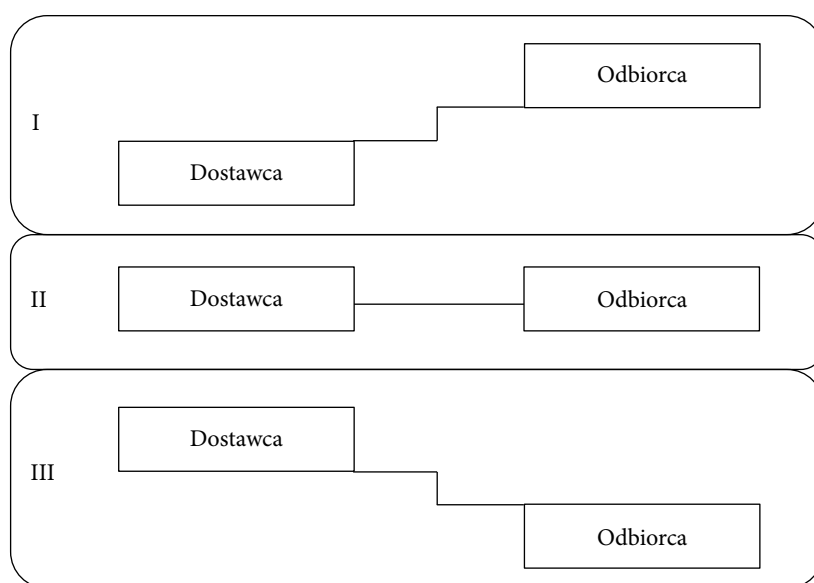 Odbiorca
I
Dostawca
II
Dostawca
Odbiorca
Dostawca
III
Odbiorca